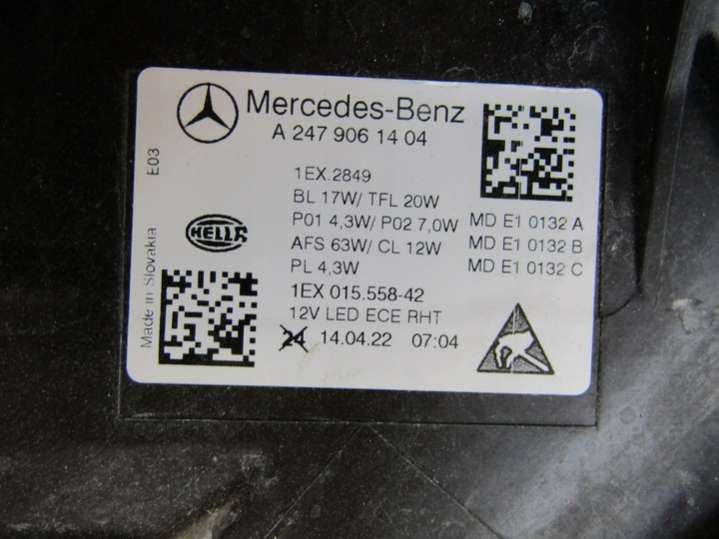 Mercedes-Benz
A 247 906 14 04
E03
1EX.2849
BL 17W/ TFL 20W
P01 4,3W/ P02 7,0W MD E1 0132 A
AFS 63W/ CL 12W MD E1 0132 B
PL 4,3W MD E1 0132 C
HELLA
Made in Slovakia
1EX 015.558-42
12V LED ECE RHT
24 14.04.22 07:04